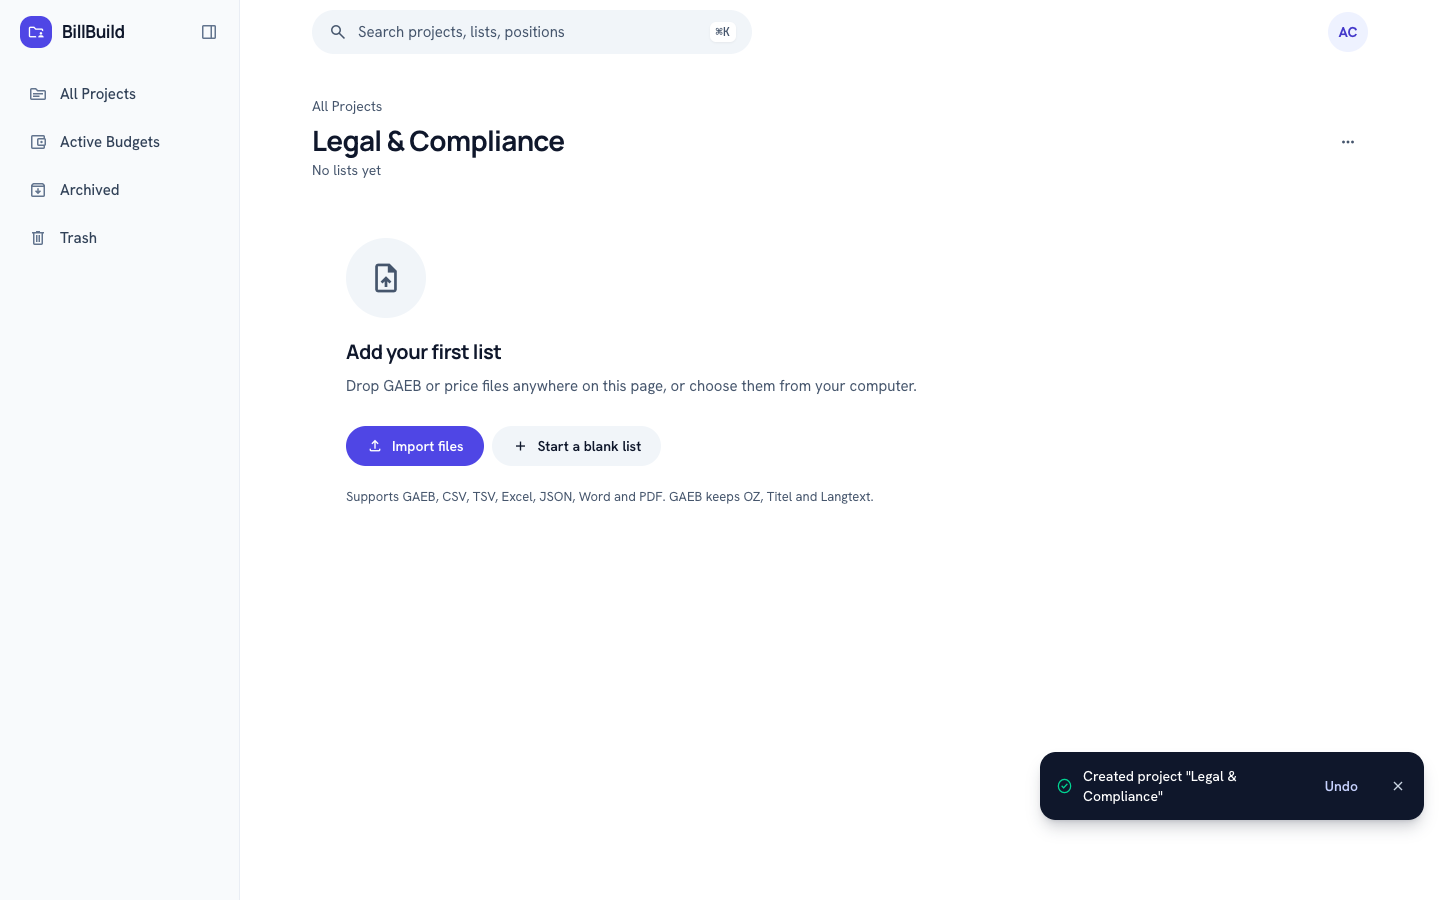 BillBuild
Search projects, lists, positions
⌘K
AC
All Projects
Active Budgets
Archived
Trash
All Projects
Legal & Compliance
No lists yet
Add your first list
Drop GAEB or price files anywhere on this page, or choose them from your computer.
Import files
Start a blank list
Supports GAEB, CSV, TSV, Excel, JSON, Word and PDF. GAEB keeps OZ, Titel and Langtext.
Created project "Legal &
Compliance"
Undo